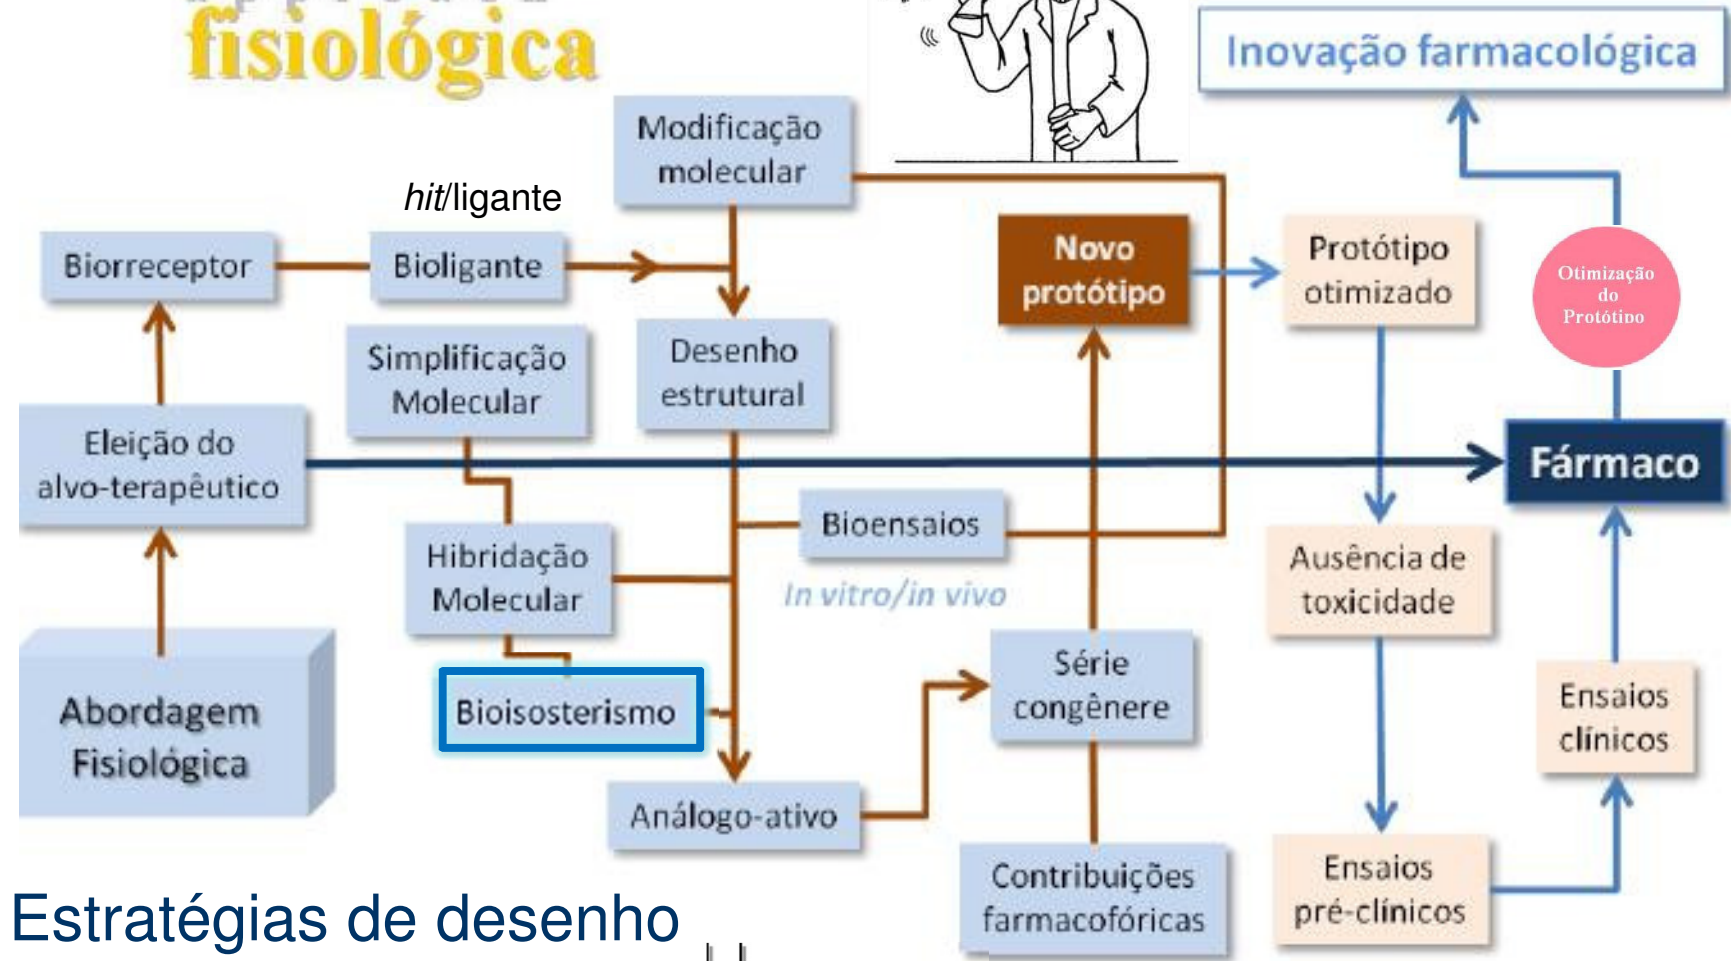 fisiológica
Inovação farmacológica
Modificação
molecular
hit/ligante
Biorreceptor
Bioligante
Novo
protótipo
Protótipo
otimizado
Otimização
do
Protótipo
Simplificação
Molecular
Desenho
estrutural
Eleição do
alvo-terapêutico
Fármaco
Bioensaios
In vitro/in vivo
Hibridação
Molecular
Ausência de
toxicidade
Abordagem
Fisiológica
Bioisosterismo
Série
congênere
Ensaios
clínicos
Análogo-ativo
Contribuições
farmacofóricas
Ensaios
pré-clínicos
Estratégias de desenho